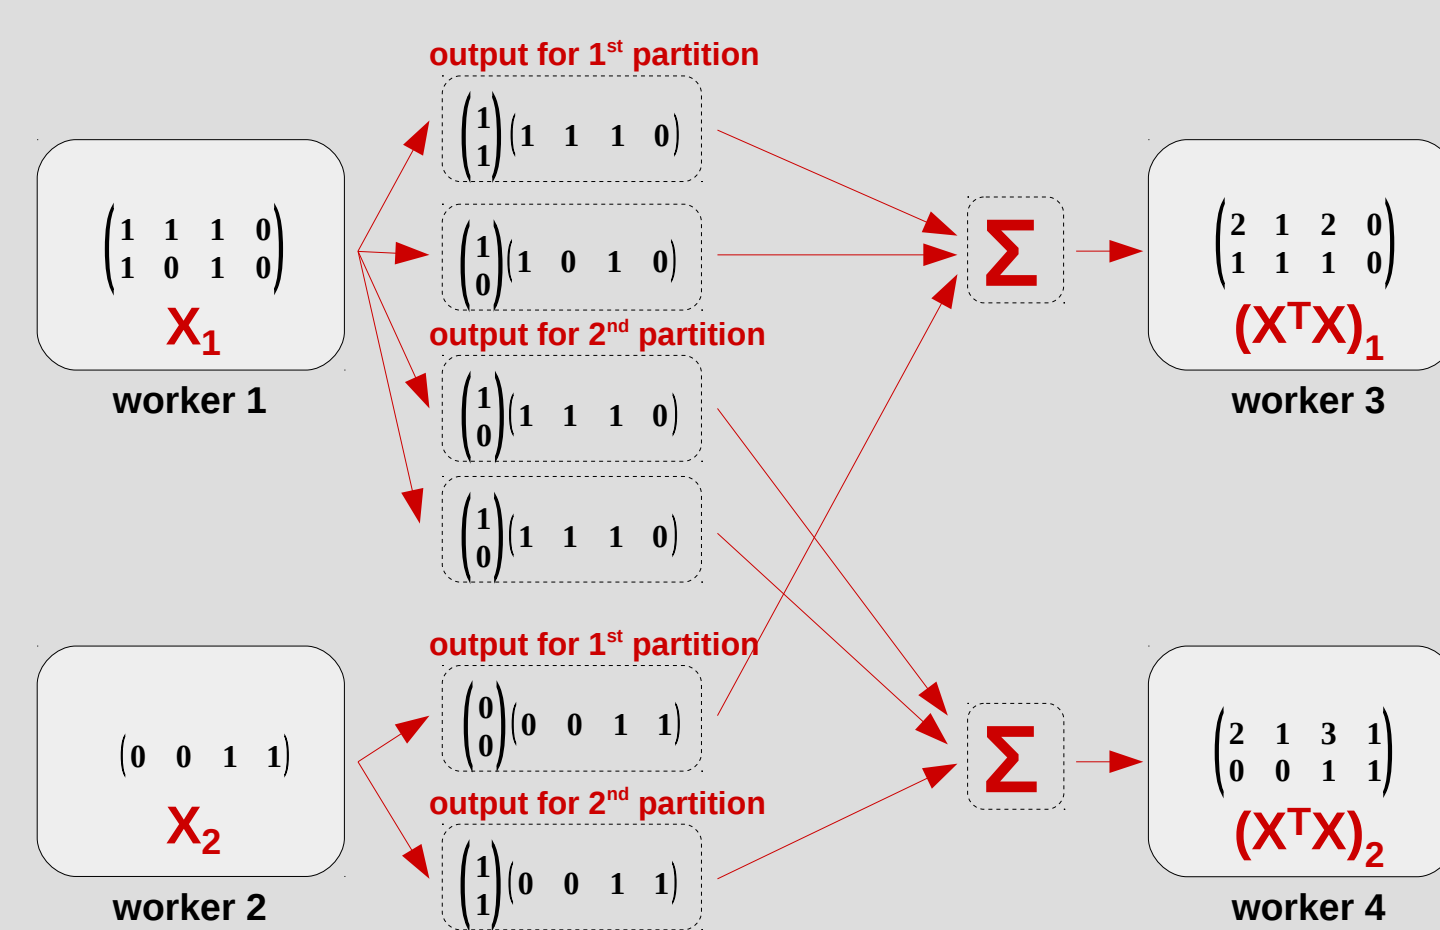 output for 1st partition
1
1
1 1 1 0
1 1 1 0
1 0 1 0
X1
worker 1
1
0
1 0 1 0
output for 2nd partition
1
0
1 1 1 0
1
0
1 1 1 0
Σ
2 1 2 0
1 1 1 0
(XTX)1
worker 3
output for 1st partition
0
0
0 0 1 1
(0 0 1 1)
X2
worker 2
output for 2nd partition
1
1
0 0 1 1
Σ
2 1 3 1
0 0 1 1
(XTX)2
worker 4